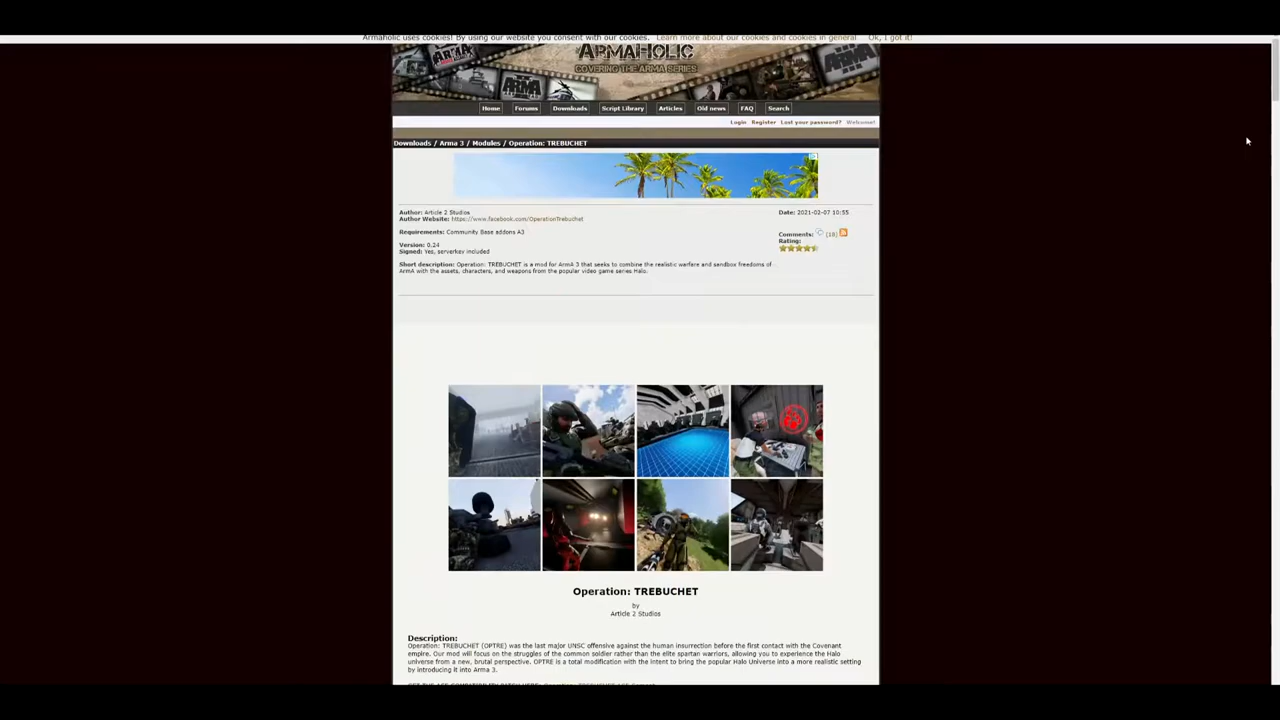 Armaholic uses cookies! By using our website you consent with our cookies. Learn more about our cookies and cookies in general Ok, I got it!
ARMAHOLIC
COVERING THE ARMA SERIES
Home Forums Downloads Script Library Articles Old news FAQ Search
Login Register Lost your password? Welcome!
Downloads / Arma 3 / Modules / Operation: TREBUCHET
Author: Article 2 Studios
Author Website: https://www.facebook.com/OperationTrebuchet
Date: 2021-02-07 10:55
Requirements: Community Base addons A3
Comments: (18)
Rating:
Version: 0.24
Signed: Yes, serverkey included
Short description: Operation: TREBUCHET is a mod for ArmA 3 that seeks to combine the realistic warfare and sandbox freedoms of
ArmA with the assets, characters, and weapons from the popular video game series Halo.
Operation: TREBUCHET
by
Article 2 Studios
Description:
Operation: TREBUCHET (OPTRE) was the last major UNSC offensive against the human insurrection before the first contact with the Covenant
empire. Our mod will focus on the struggles of the common soldier rather than the elite spartan warriors, allowing you to experience the Halo
universe from a new, brutal perspective. OPTRE is a total modification with the intent to bring the popular Halo Universe into a more realistic setting
by introducing it into Arma 3.